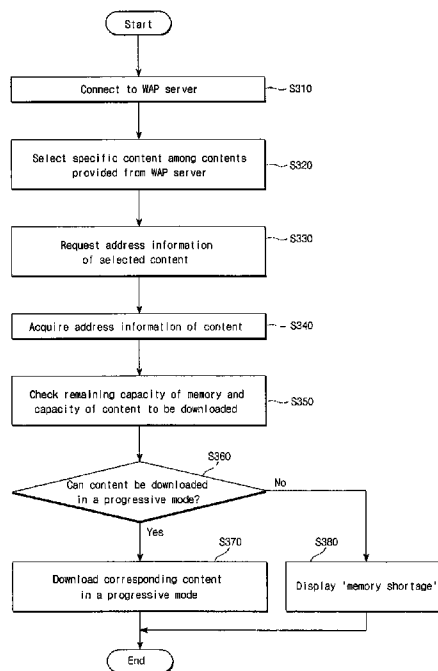 Start
Connect to WAP server
S310
Select specific content among contents
provided from WAP server
S320
Request address information
of selected content
S330
Acquire address information of content
S340
Check remaining capacity of memory and
capacity of content to be downloaded
S350
S360
Can content be downloaded
in a progressive mode?
No
Yes
S370
S380
Download corresponding content
in a progressive mode
Display 'memory shortage'
End